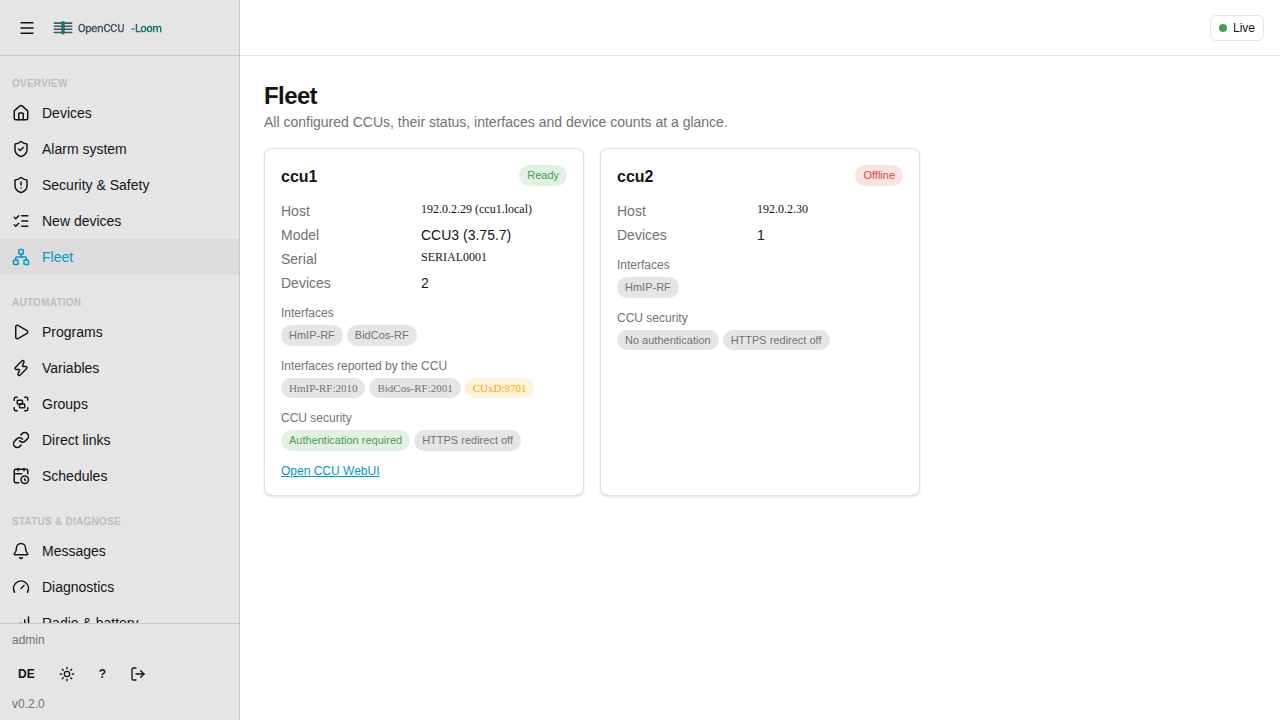 OpenCCU -Loom
Live
OVERVIEW
Devices
Alarm system
Security & Safety
New devices
Fleet
AUTOMATION
Programs
Variables
Groups
Direct links
Schedules
STATUS & DIAGNOSE
Messages
Diagnostics
Radio & battery
admin
DE ?
v0.2.0
Fleet
All configured CCUs, their status, interfaces and device counts at a glance.
ccu1 Ready
Host 192.0.2.29 (ccu1.local)
Model CCU3 (3.75.7)
Serial SERIAL0001
Devices 2
Interfaces
HmIP-RF BidCos-RF
Interfaces reported by the CCU
HmIP-RF:2010 BidCos-RF:2001 CUxD:8701
CCU security
Authentication required HTTPS redirect off
Open CCU WebUI
ccu2 Offline
Host 192.0.2.30
Devices 1
Interfaces
HmIP-RF
CCU security
No authentication HTTPS redirect off